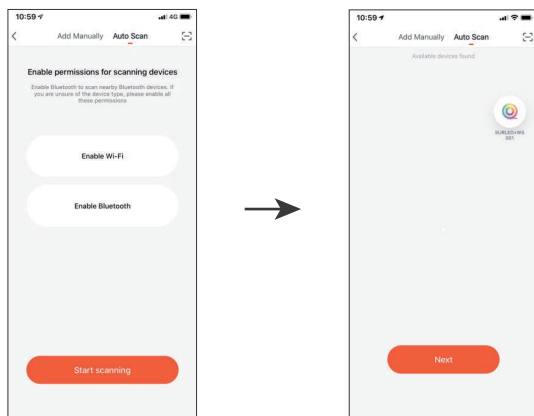 10:59
4G
Add Manually Auto Scan
Enable permissions for scanning devices
Enable Bluetooth to scan nearby Bluetooth devices. If
you are unsure of the device type, please enable all
these permissions
Enable Wi-Fi
Enable Bluetooth
Start scanning
10:59
Add Manually Auto Scan
Available devices found
001
Next